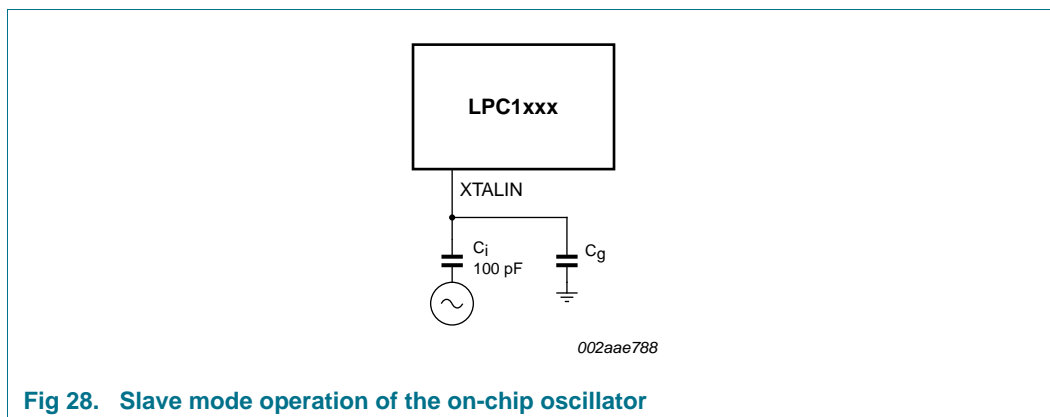 LPC1xxx
XTALIN
Ci
100 pF
Cg
002aae788
Fig 28. Slave mode operation of the on-chip oscillator